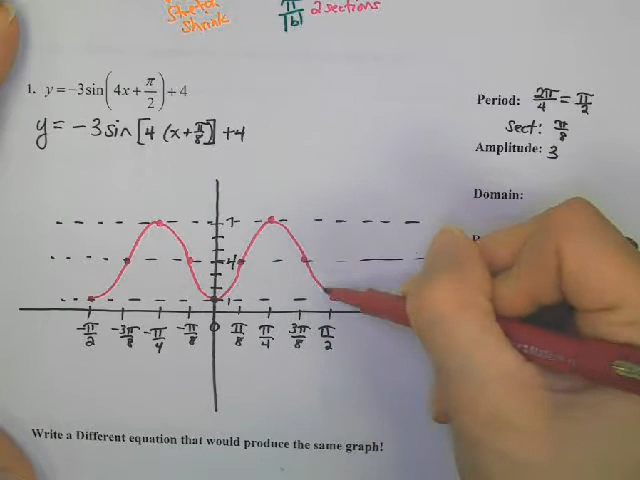 Stretch
Shrink
π/|b| 2 sections
1. y = −3sin(4x + π/2) + 4
y = −3 sin [4 (x + π/8)] + 4
Period: 2π/4 = π/2
Sect: π/8
Amplitude: 3
Domain:
7
4
1
-π/2 -3π/8 -π/4 -π/8 0 π/8 π/4 3π/8 π/2
Write a Different equation that would produce the same graph!